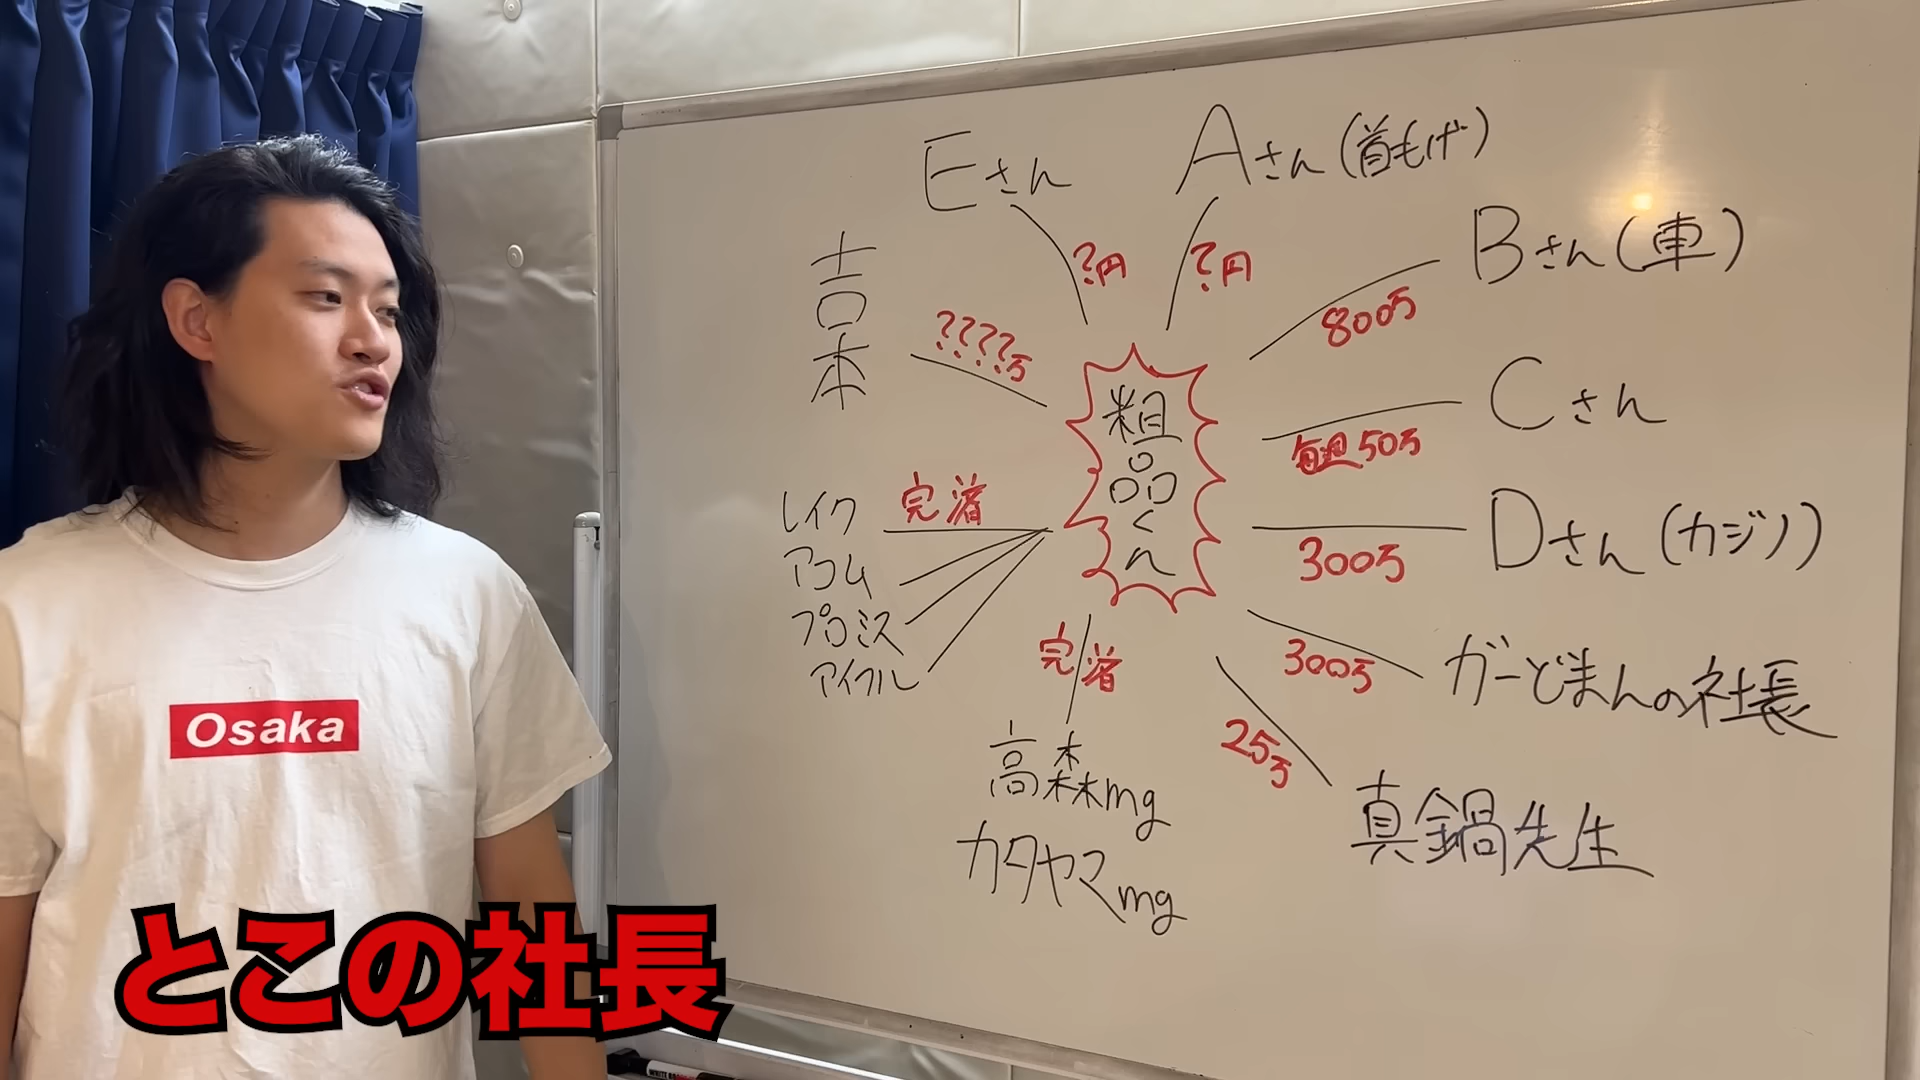 Eさん
Aさん(首もげ)
Bさん(車)
Cさん
Dさん(カジノ)
ガーどまんの社長
真鍋先生
高森mg
カタヤマmg
レイク
アコム
プロミス
アイフル
吉本
粗品くん
?円
?円
800万
毎週50万
300万
300万
25万
完済
完済
????万
Osaka
とこの社長